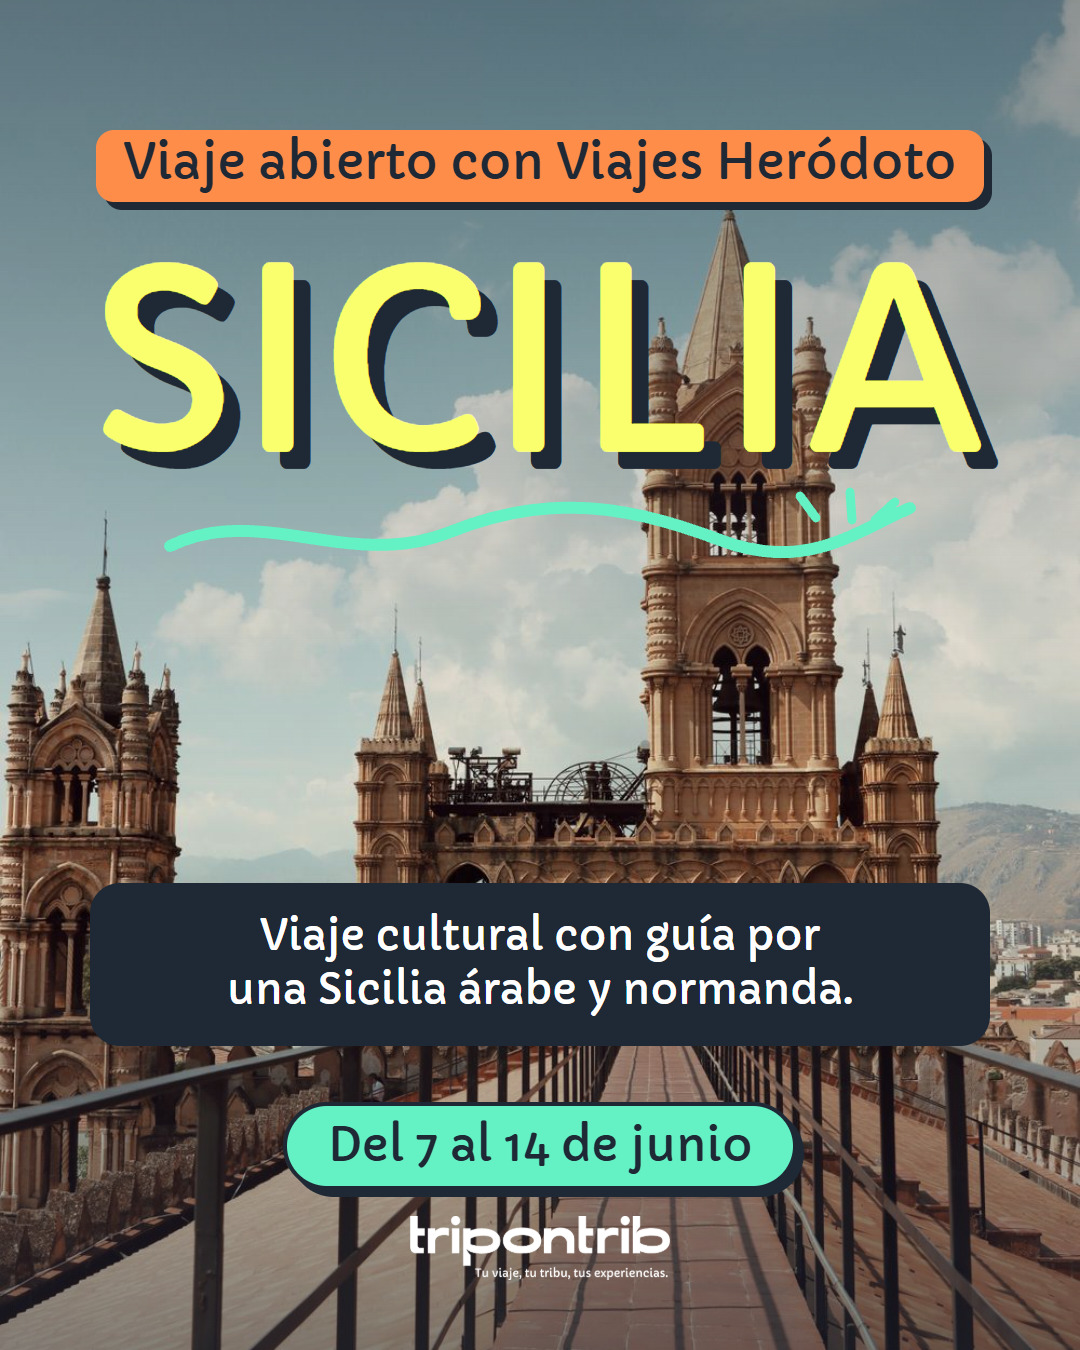 Viaje abierto con Viajes Heródoto
SICILIA
Viaje cultural con guía por
una Sicilia árabe y normanda.
Del 7 al 14 de junio
tripontrib
Tu viaje, tu tribu, tus experiencias.